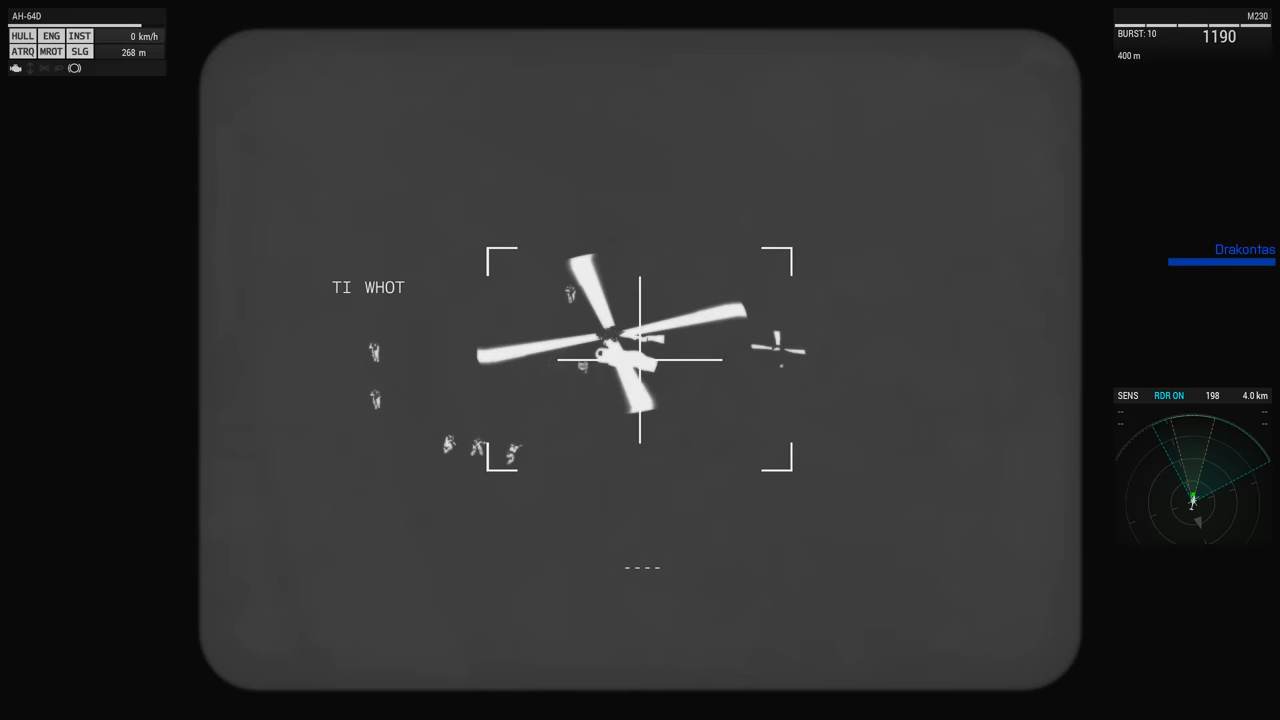 AH-64D
HULL ENG INST 0 km/h
ATRQ MROT SLG 268 m
M230
BURST: 10 1190
400 m
Drakontas
TI WHOT
SENS RDR ON 198 4.0 km
-- --
-- --
----